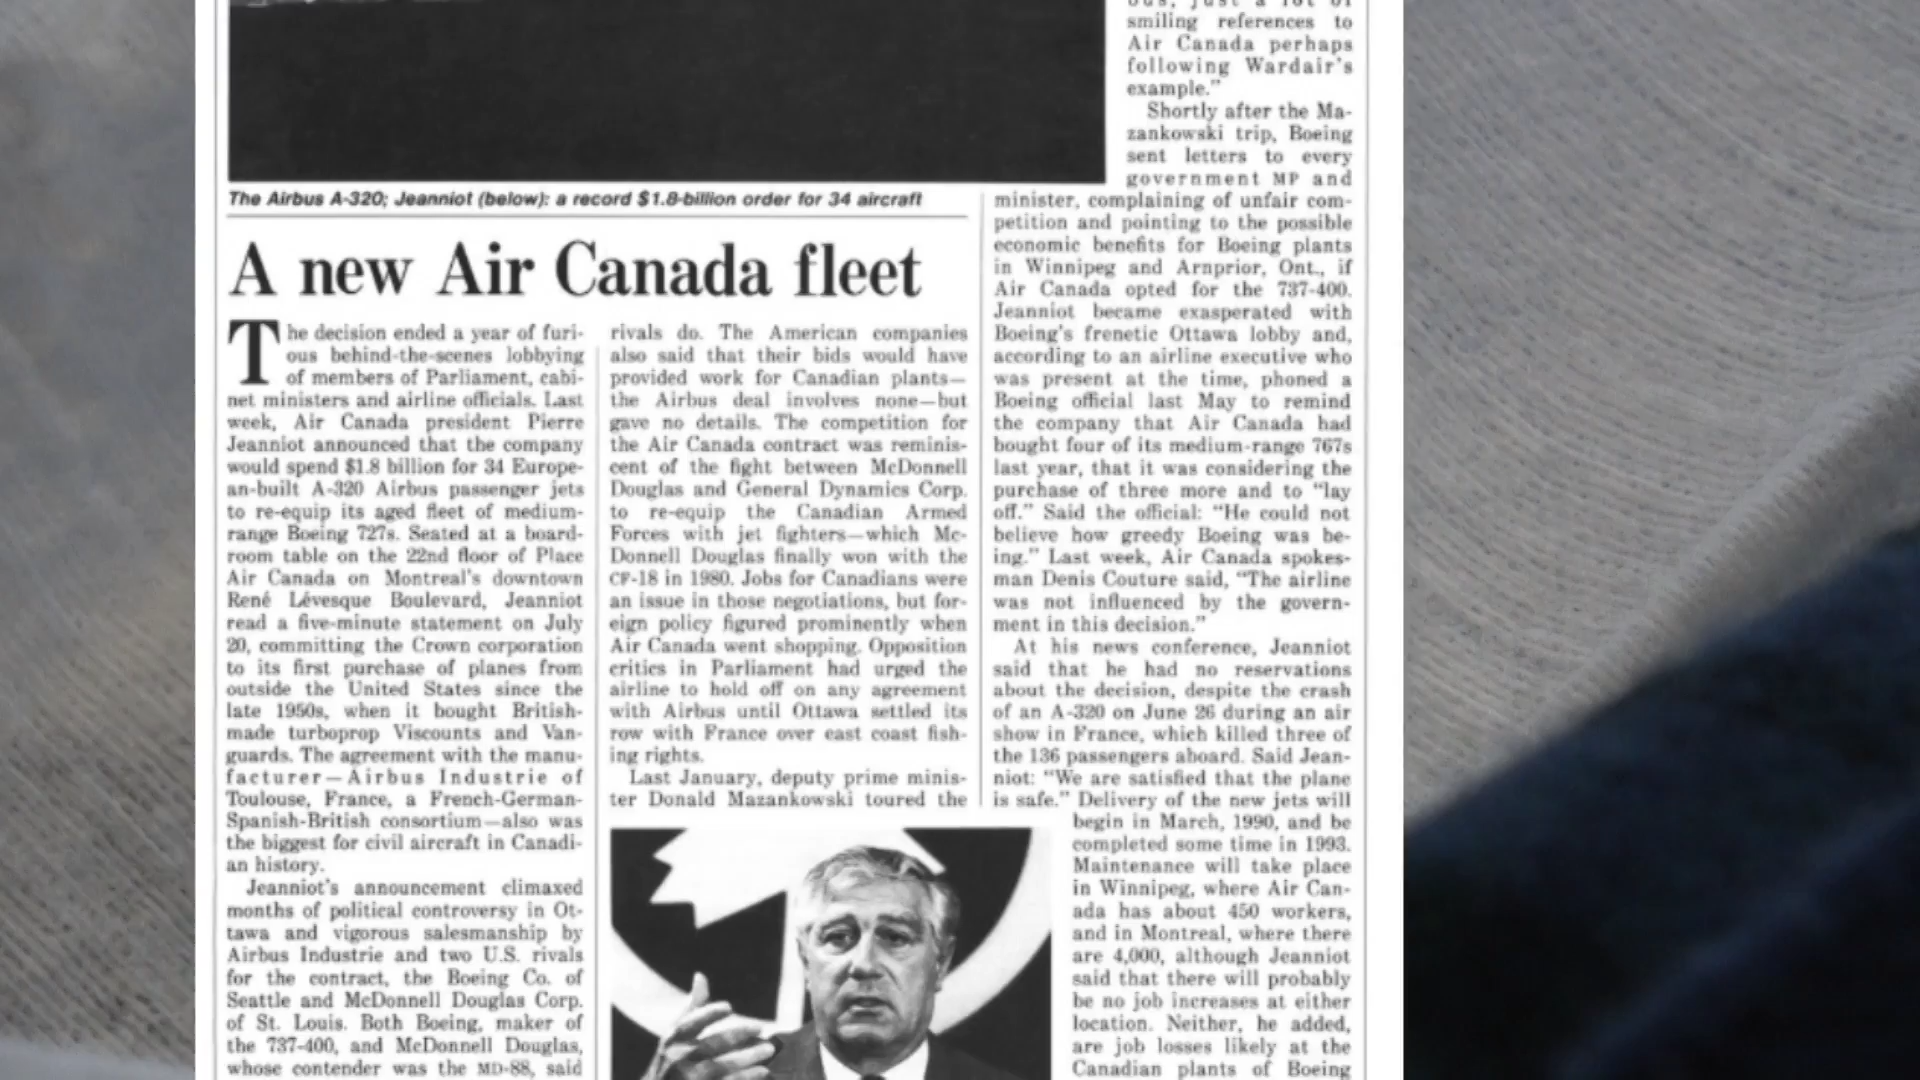 smiling references to
Air Canada perhaps
following Wardair's
example."
Shortly after the Ma-
zankowski trip, Boeing
sent letters to every
government MP and
The Airbus A-320; Jeanniot (below): a record $1.8-billion order for 34 aircraft
A new Air Canada fleet
The decision ended a year of furi-
ous behind-the-scenes lobbying
of members of Parliament, cabi-
net ministers and airline officials. Last
week, Air Canada president Pierre
Jeanniot announced that the company
would spend $1.8 billion for 34 Europe-
an-built A-320 Airbus passenger jets
to re-equip its aged fleet of medium-
range Boeing 727s. Seated at a board-
room table on the 22nd floor of Place
Air Canada on Montreal's downtown
René Lévesque Boulevard, Jeanniot
read a five-minute statement on July
20, committing the Crown corporation
to its first purchase of planes from
outside the United States since the
late 1950s, when it bought British-
made turboprop Viscounts and Van-
guards. The agreement with the manu-
facturer—Airbus Industrie of
Toulouse, France, a French-German-
Spanish-British consortium—also was
the biggest for civil aircraft in Canadi-
an history.
Jeanniot's announcement climaxed
months of political controversy in Ot-
tawa and vigorous salesmanship by
Airbus Industrie and two U.S. rivals
for the contract, the Boeing Co. of
Seattle and McDonnell Douglas Corp.
of St. Louis. Both Boeing, maker of
the 737-400, and McDonnell Douglas,
whose contender was the MD-88, said
rivals do. The American companies
also said that their bids would have
provided work for Canadian plants—
the Airbus deal involves none—but
gave no details. The competition for
the Air Canada contract was reminis-
cent of the fight between McDonnell
Douglas and General Dynamics Corp.
to re-equip the Canadian Armed
Forces with jet fighters—which Mc-
Donnell Douglas finally won with the
CF-18 in 1980. Jobs for Canadians were
an issue in those negotiations, but for-
eign policy figured prominently when
Air Canada went shopping. Opposition
critics in Parliament had urged the
airline to hold off on any agreement
with Airbus until Ottawa settled its
row with France over east coast fish-
ing rights.
Last January, deputy prime minis-
ter Donald Mazankowski toured the
minister, complaining of unfair com-
petition and pointing to the possible
economic benefits for Boeing plants
in Winnipeg and Arnprior, Ont., if
Air Canada opted for the 737-400.
Jeanniot became exasperated with
Boeing's frenetic Ottawa lobby and,
according to an airline executive who
was present at the time, phoned a
Boeing official last May to remind
the company that Air Canada had
bought four of its medium-range 767s
last year, that it was considering the
purchase of three more and to "lay
off." Said the official: "He could not
believe how greedy Boeing was be-
ing." Last week, Air Canada spokes-
man Denis Couture said, "The airline
was not influenced by the govern-
ment in this decision."
At his news conference, Jeanniot
said that he had no reservations
about the decision, despite the crash
of an A-320 on June 26 during an air
show in France, which killed three of
the 136 passengers aboard. Said Jean-
niot: "We are satisfied that the plane
is safe." Delivery of the new jets will
begin in March, 1990, and be
completed some time in 1993.
Maintenance will take place
in Winnipeg, where Air Can-
ada has about 450 workers,
and in Montreal, where there
are 4,000, although Jeanniot
said that there will probably
be no job increases at either
location. Neither, he added,
are job losses likely at the
Canadian plants of Boeing